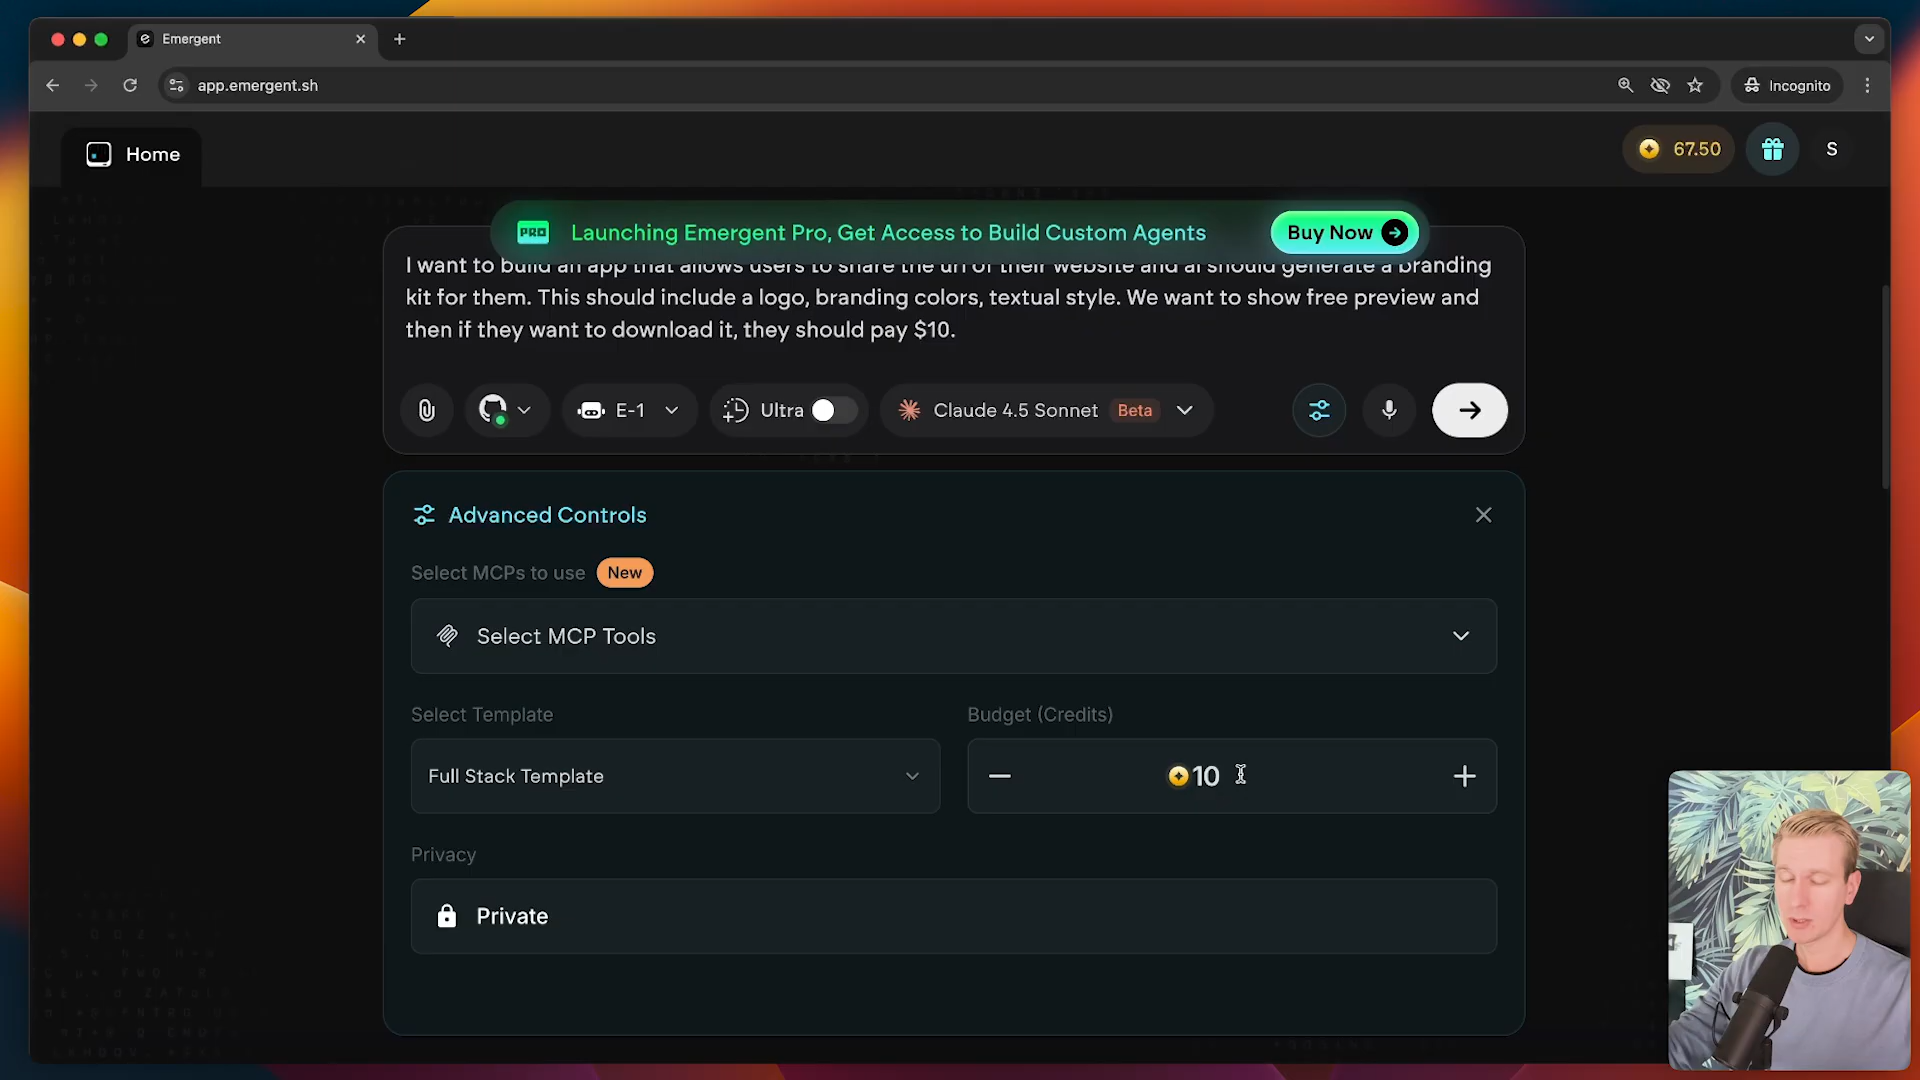 Emergent
app.emergent.sh
Incognito
Home
67.50
S
PRO Launching Emergent Pro, Get Access to Build Custom Agents Buy Now
I want to build an app that allows users to share the url of their website and ai should generate a branding
kit for them. This should include a logo, branding colors, textual style. We want to show free preview and
then if they want to download it, they should pay $10.
E-1
Ultra
Claude 4.5 Sonnet Beta
Advanced Controls
Select MCPs to use New
Select MCP Tools
Select Template
Budget (Credits)
Full Stack Template
10
Privacy
Private